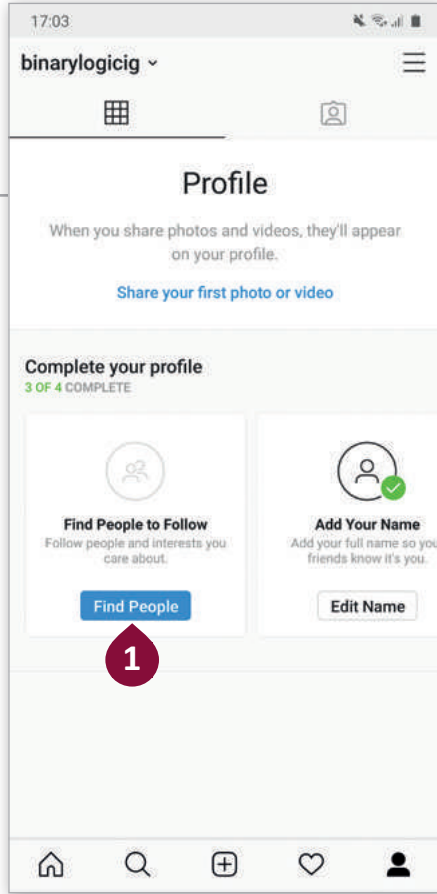 17:03
binarylogicig
Profile
When you share photos and videos, they'll appear
on your profile.
Share your first photo or video
Complete your profile
3 OF 4 COMPLETE
Find People to Follow
Follow people and interests you
care about.
Find People
1
Add Your Name
Add your full name so you
friends know it's you.
Edit Name